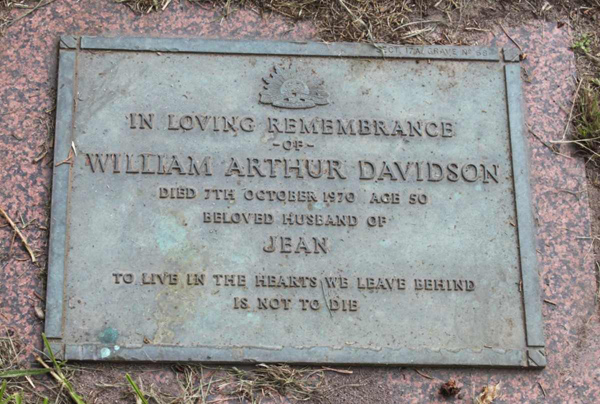 IN LOVING REMEMBRANCE
-OF-
WILLIAM ARTHUR DAVIDSON
DIED 7TH OCTOBER 1970 AGE 50
BELOVED HUSBAND OF
JEAN
TO LIVE IN THE HEARTS WE LEAVE BEHIND
IS NOT TO DIE